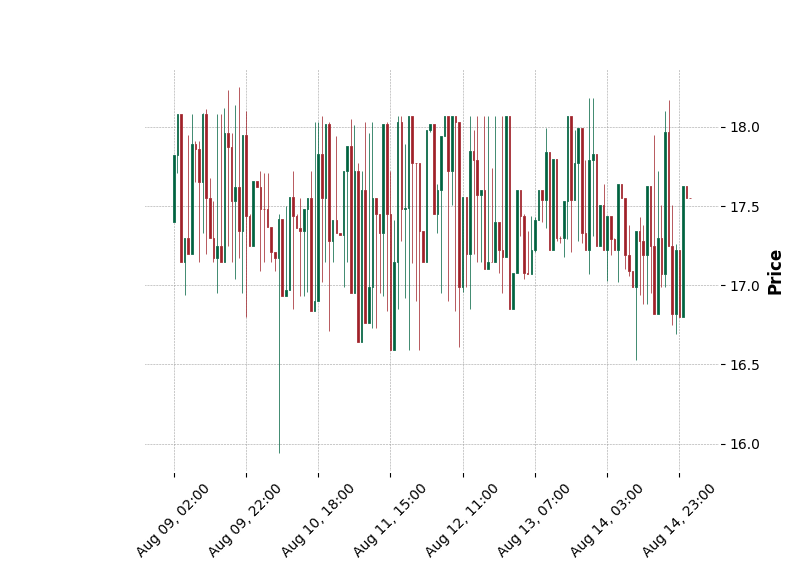 18.0
17.5
17.0
16.5
16.0
Price
Aug 09, 02:00
Aug 09, 22:00
Aug 10, 18:00
Aug 11, 15:00
Aug 12, 11:00
Aug 13, 07:00
Aug 14, 03:00
Aug 14, 23:00